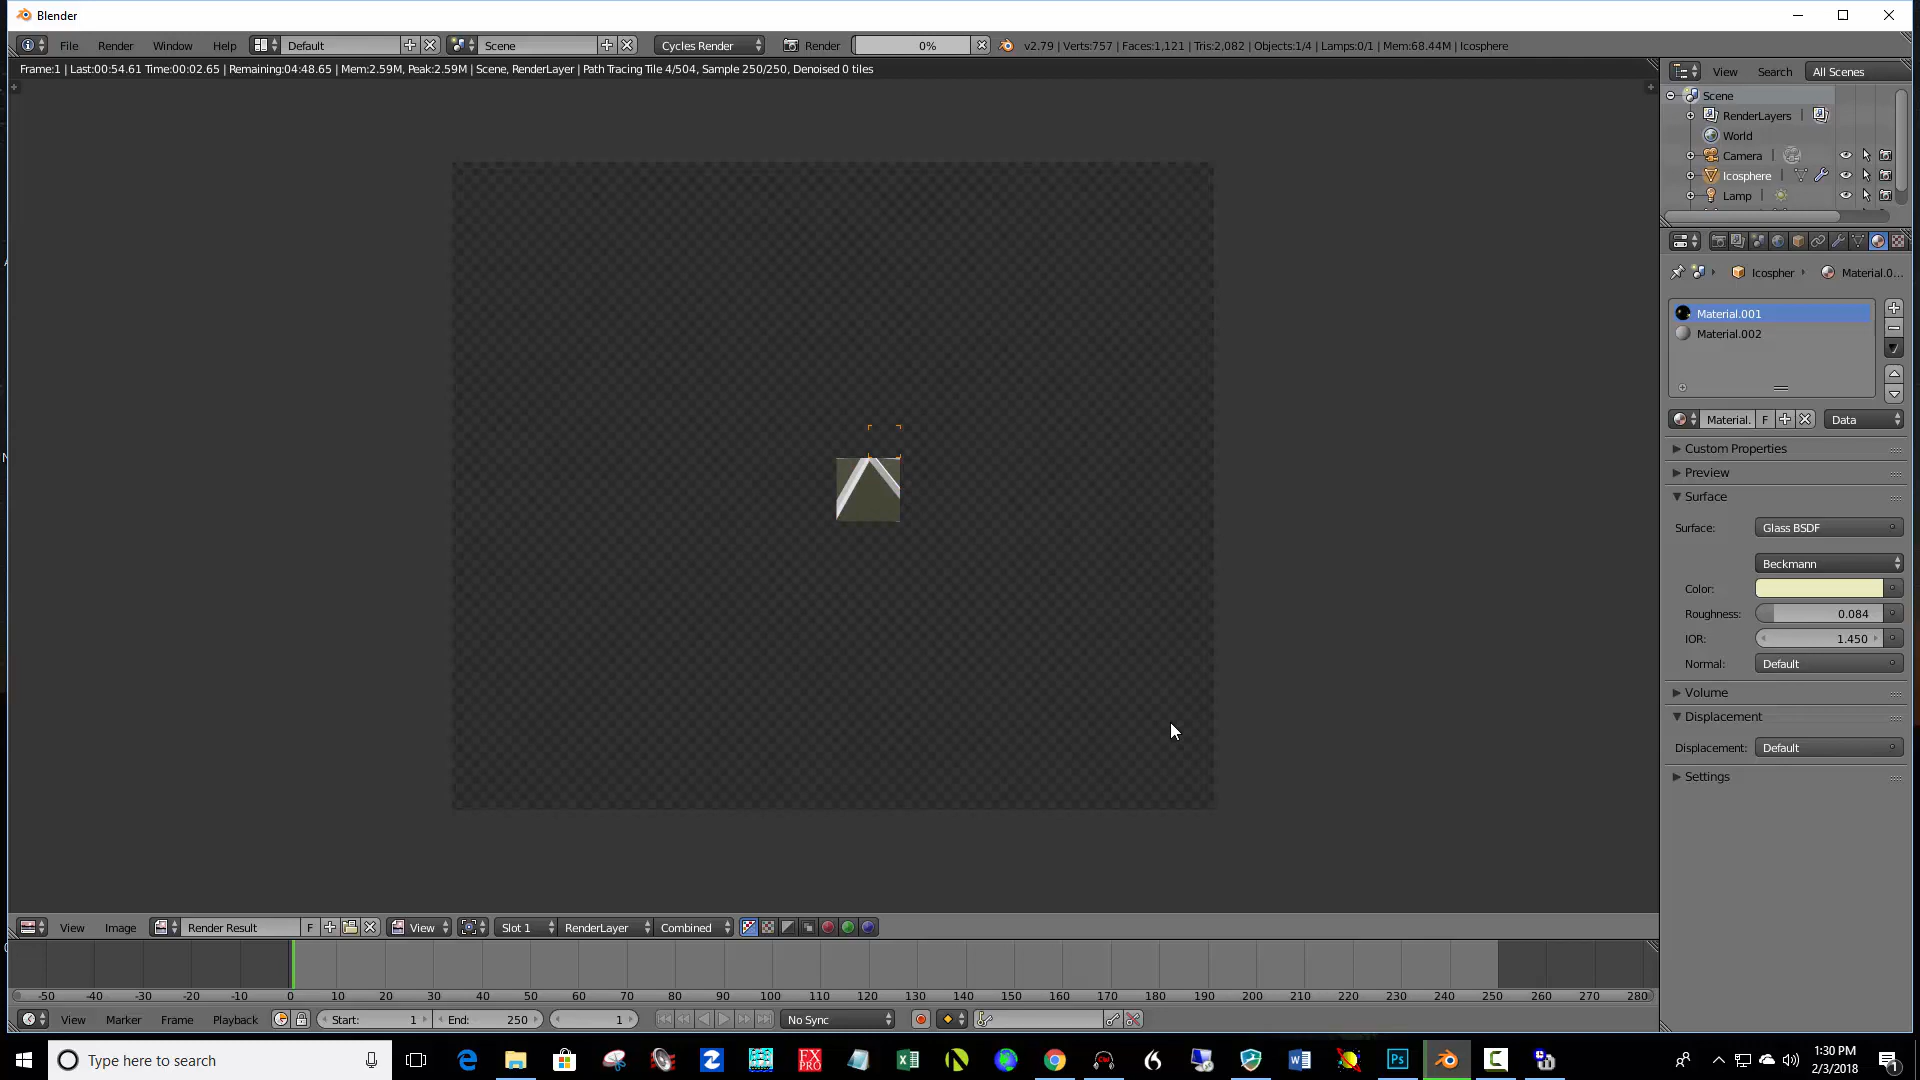 Blender
File Render Window Help Default Scene Cycles Render Render 0% v2.79 | Verts:757 | Faces:1,121 | Tris:2,082 | Objects:1/4 | Lamps:0/1 | Mem:68.44M | Icosphere
Frame:1 | Last:00:54.61 Time:00:02.65 | Remaining:04:48.65 | Mem:2.59M, Peak:2.59M | Scene, RenderLayer | Path Tracing Tile 4/504, Sample 250/250, Denoised 0 tiles
View Search All Scenes
Scene
RenderLayers
World
Camera
Icosphere
Lamp
Icospher Material.0...
Material.001
Material.002
Material. F Data
Custom Properties
Preview
Surface
Surface: Glass BSDF
Beckmann
Color:
Roughness: 0.084
IOR: 1.450
Normal: Default
Volume
Displacement
Displacement: Default
Settings
View Image Render Result F View Slot 1 RenderLayer Combined
-50 -40 -30 -20 -10 0 10 20 30 40 50 60 70 80 90 100 110 120 130 140 150 160 170 180 190 200 210 220 230 240 250 260 270 280
View Marker Frame Playback Start: 1 End: 250 1 No Sync
Type here to search
FX PRO
Ps
1:30 PM
2/3/2018
1